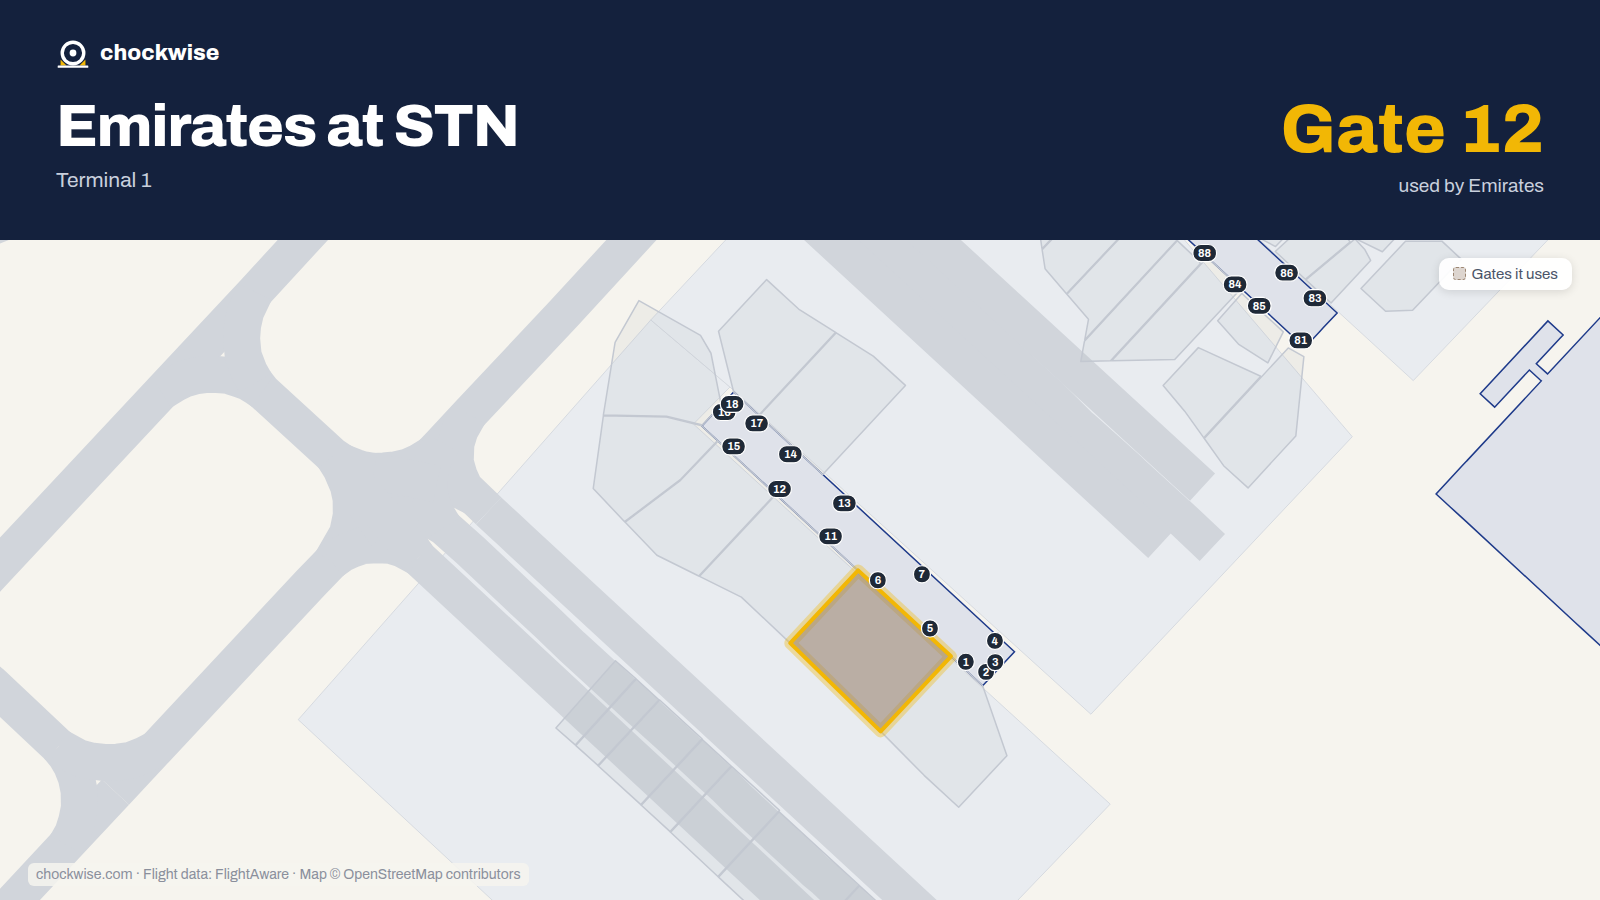 chockwise
Emirates at STN
Terminal 1
Gate 12
used by Emirates
Gates it uses
88
86
84
83
85
81
18
17
15
14
12
13
11
7
6
5
4
1
3
2
chockwise.com · Flight data: FlightAware · Map © OpenStreetMap contributors